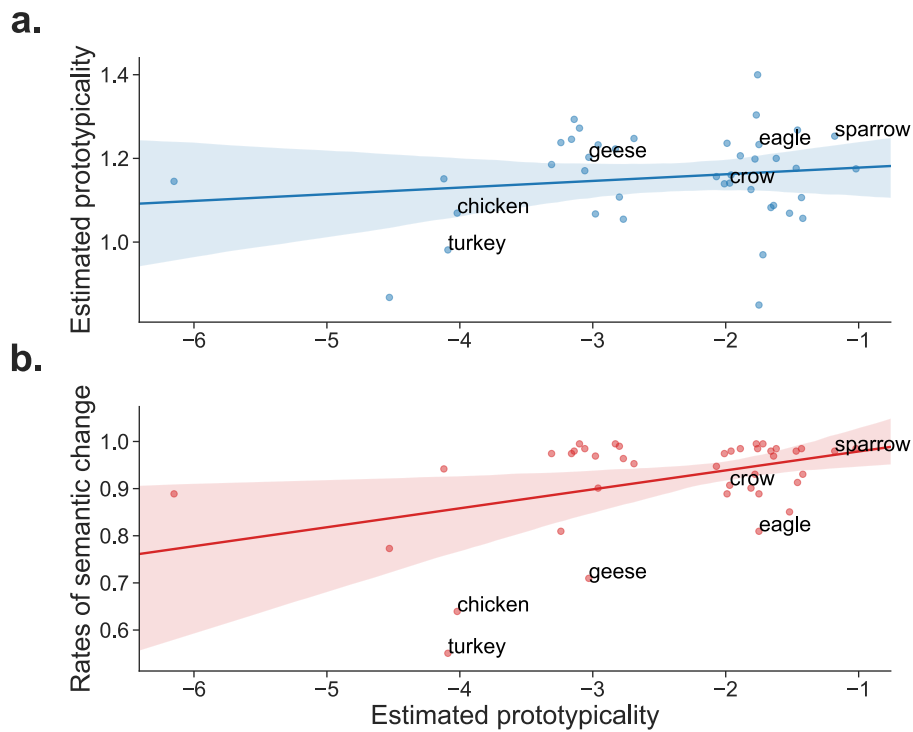 a.
Estimated prototypicality
1.4
1.2
1.0
sparrow
eagle
geese
crow
chicken
turkey
−6 −5 −4 −3 −2 −1
b.
Rates of semantic change
1.0
0.9
0.8
0.7
0.6
sparrow
crow
eagle
geese
chicken
turkey
−6 −5 −4 −3 −2 −1
Estimated prototypicality